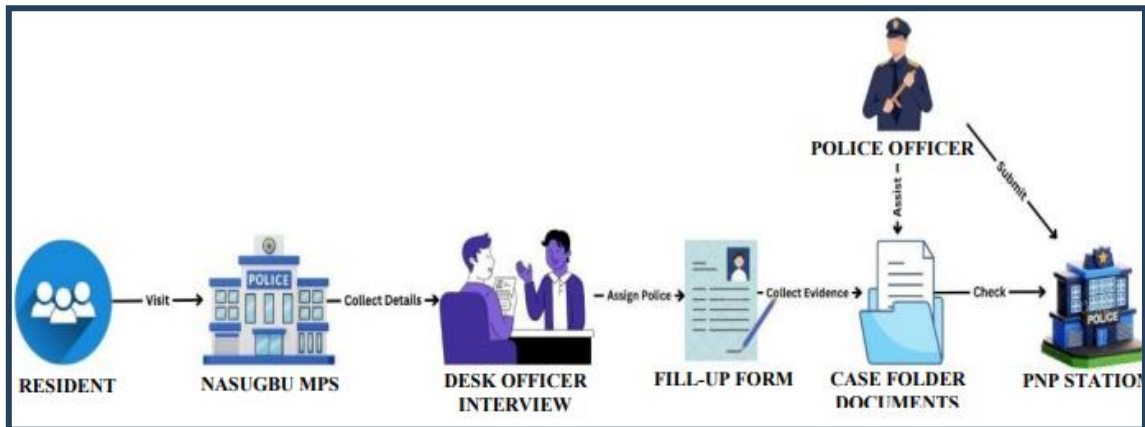 POLICE OFFICER
Assist
Submit
POLICE
Visit
Collect Details
Assign Police
Collect Evidence
Check
POLICE
RESIDENT
NASUGBU MPS
DESK OFFICER
INTERVIEW
FILL-UP FORM
CASE FOLDER
DOCUMENTS
PNP STATION